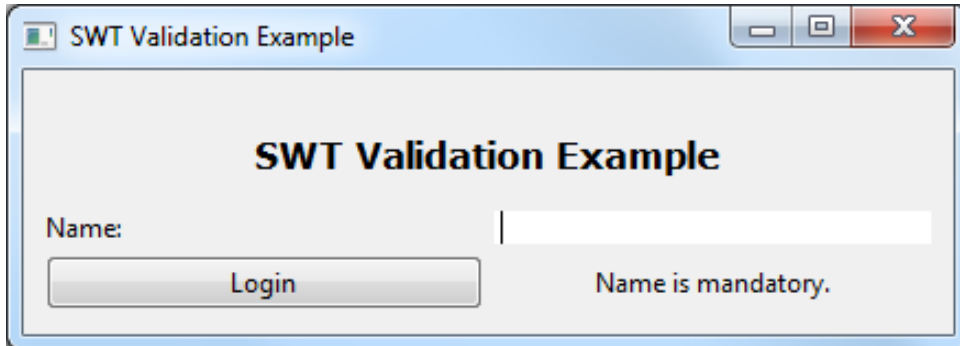 SWT Validation Example
SWT Validation Example
Name:
Login
Name is mandatory.